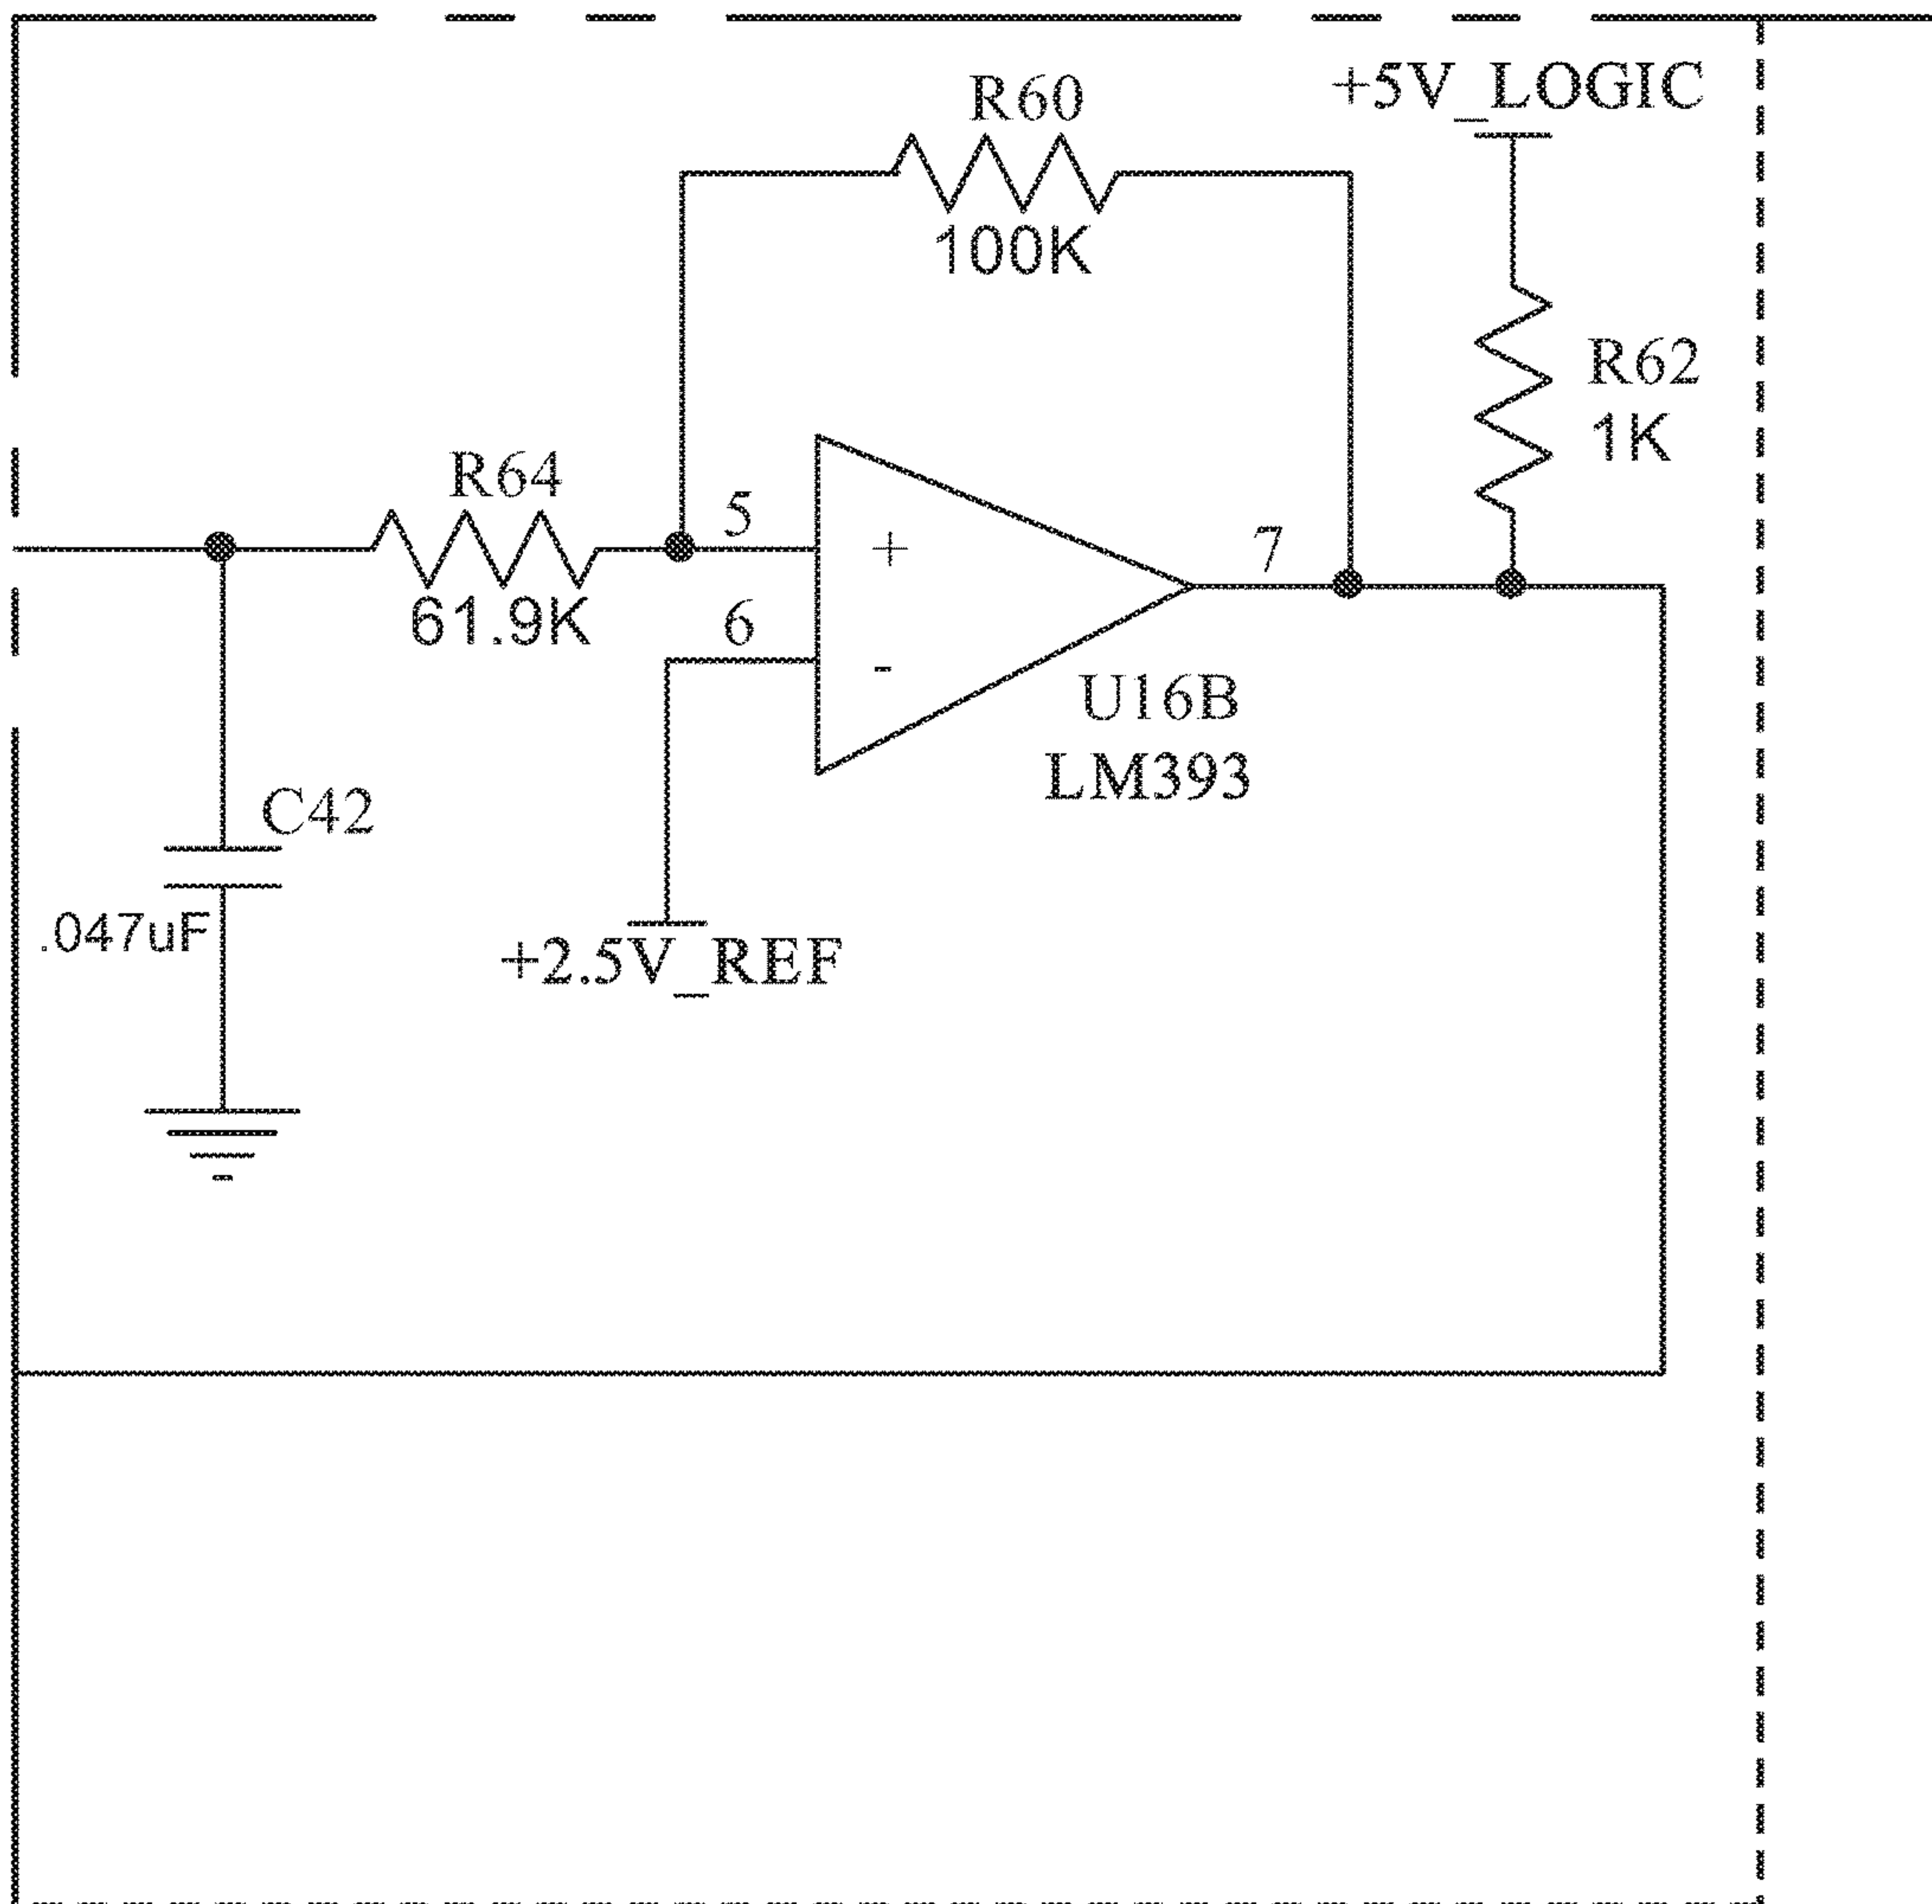 +5V_LOGIC
R60
100K
R62
1K
R64
61.9K
5
+
6
-
7
U16B
LM393
C42
.047uF
+2.5V_REF